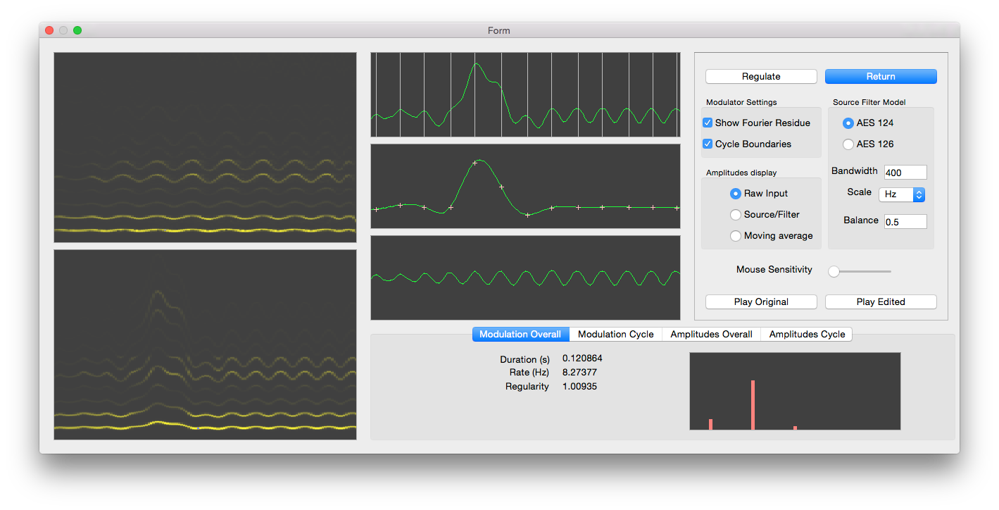 Form
Regulate
Return
Modulator Settings
Show Fourier Residue
Cycle Boundaries
Source Filter Model
AES 124
AES 126
Amplitudes display
Raw Input
Source/Filter
Moving average
Bandwidth 400
Scale Hz
Balance 0.5
Mouse Sensitivity
Play Original
Play Edited
Modulation Overall
Modulation Cycle
Amplitudes Overall
Amplitudes Cycle
Duration (s) 0.120864
Rate (Hz) 8.27377
Regularity 1.00935